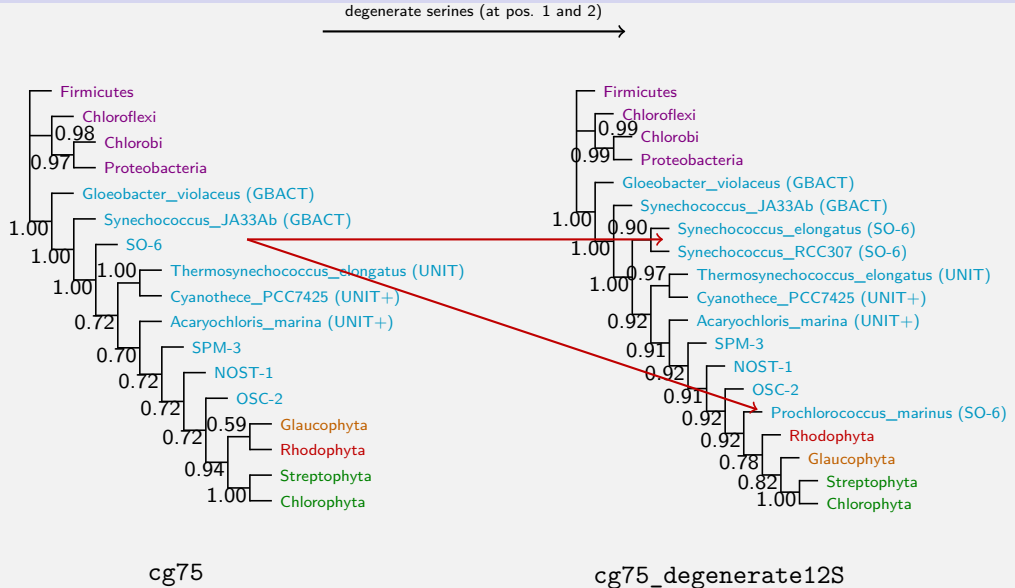 degenerate serines (at pos. 1 and 2)
Firmicutes
Chloroflexi
0.98
Chlorobi
0.97
Proteobacteria
Gloeobacter_violaceus (GBACT)
Synechococcus_JA33Ab (GBACT)
1.00
SO-6
1.00
1.00
Thermosynechococcus_elongatus (UNIT)
1.00
Cyanothece_PCC7425 (UNIT+)
0.72
Acaryochloris_marina (UNIT+)
SPM-3
0.70
NOST-1
0.72
OSC-2
0.72
0.59
Glaucophyta
0.72
Rhodophyta
0.94
Streptophyta
1.00
Chlorophyta
cg75
Firmicutes
Chloroflexi
0.99
Chlorobi
0.99
Proteobacteria
Gloeobacter_violaceus (GBACT)
Synechococcus_JA33Ab (GBACT)
1.00
0.90
Synechococcus_elongatus (SO-6)
1.00
Synechococcus_RCC307 (SO-6)
0.97
Thermosynechococcus_elongatus (UNIT)
1.00
Cyanothece_PCC7425 (UNIT+)
0.92
Acaryochloris_marina (UNIT+)
SPM-3
0.91
NOST-1
0.92
OSC-2
0.91
Prochlorococcus_marinus (SO-6)
0.92
Rhodophyta
0.92
Glaucophyta
0.78
Streptophyta
0.82
1.00
Chlorophyta
cg75_degenerate12S